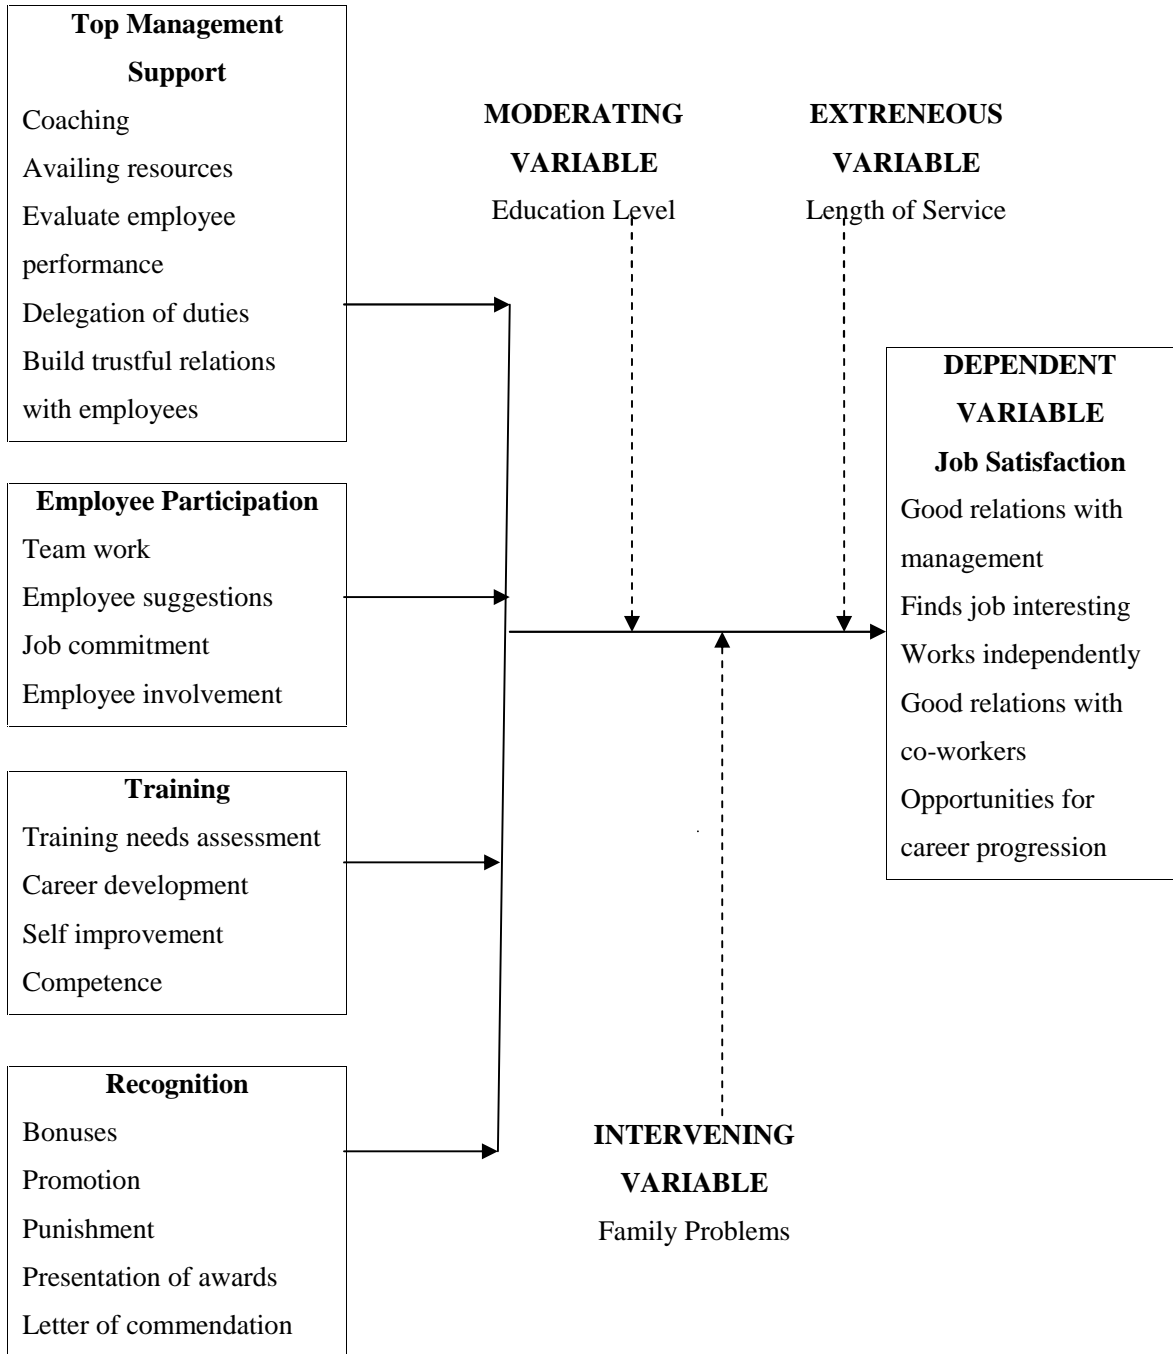 Top Management
Support
Coaching
Availing resources
Evaluate employee
performance
Delegation of duties
Build trustful relations
with employees
Employee Participation
Team work
Employee suggestions
Job commitment
Employee involvement
Training
Training needs assessment
Career development
Self improvement
Competence
Recognition
Bonuses
Promotion
Punishment
Presentation of awards
Letter of commendation
MODERATING
VARIABLE
Education Level
EXTRENEOUS
VARIABLE
Length of Service
INTERVENING
VARIABLE
Family Problems
DEPENDENT
VARIABLE
Job Satisfaction
Good relations with
management
Finds job interesting
Works independently
Good relations with
co-workers
Opportunities for
career progression